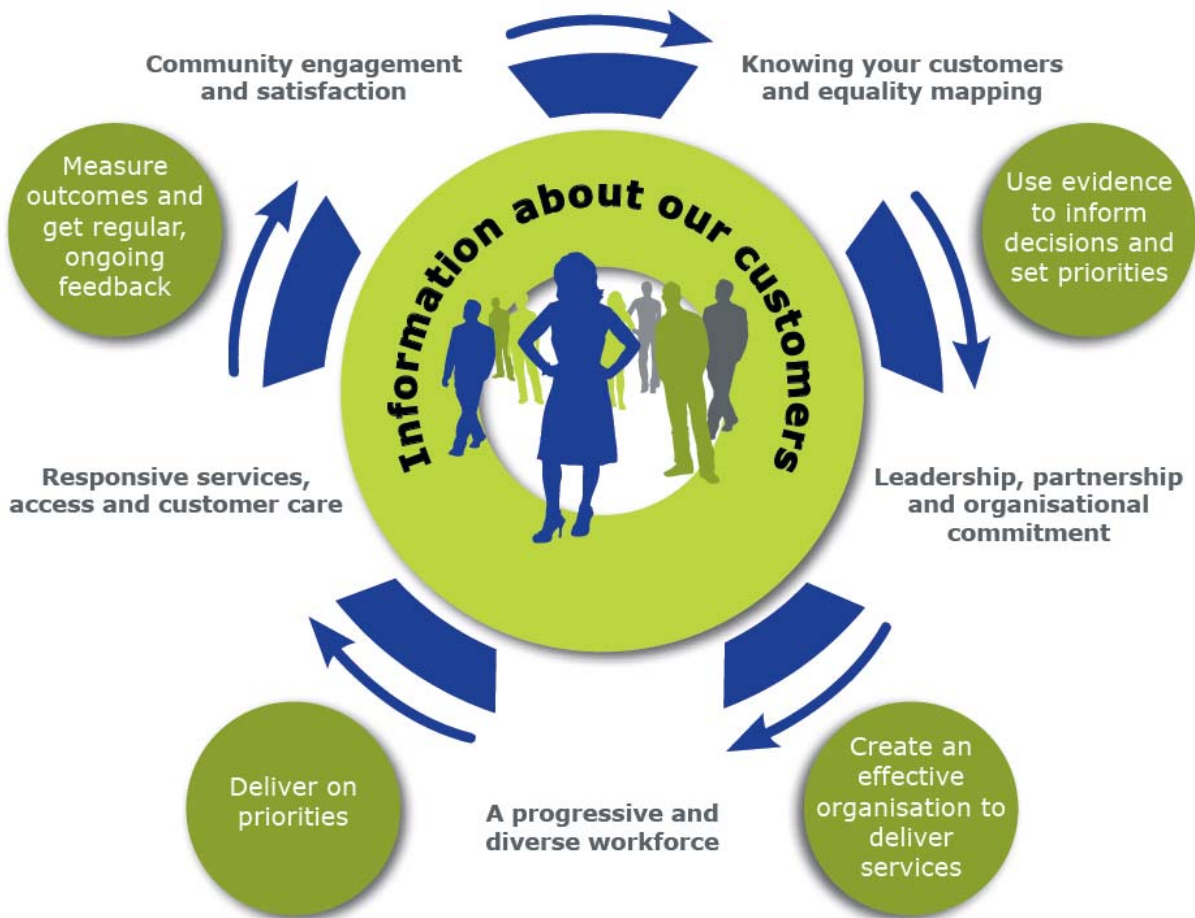 Community engagement
and satisfaction
Knowing your customers
and equality mapping
Measure
outcomes and
get regular,
ongoing
feedback
Use evidence
to inform
decisions and
set priorities
Information about our customers
Responsive services,
access and customer care
Leadership, partnership
and organisational
commitment
Deliver on
priorities
A progressive and
diverse workforce
Create an
effective
organisation to
deliver
services